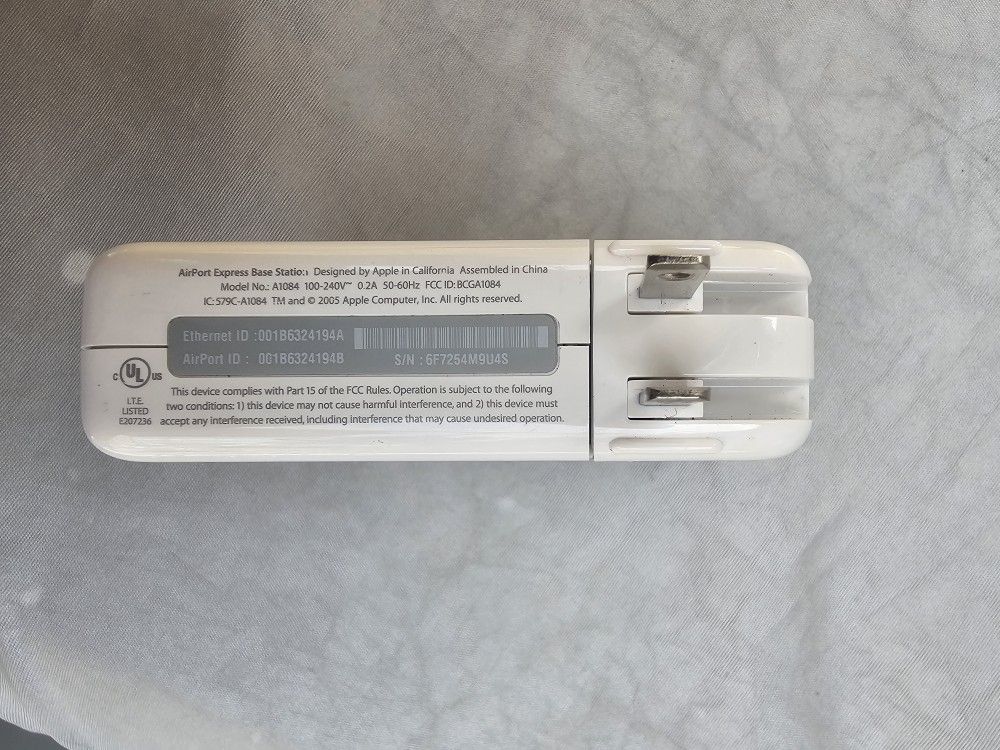 AirPort Express Base Station Designed by Apple in California Assembled in China
Model No.: A1084 100-240V~ 0.2A 50-60Hz FCC ID: BCGA1084
IC: 579C-A1084 TM and © 2005 Apple Computer, Inc. All rights reserved.
Ethernet ID :001B6324194A
AirPort ID : 001B6324194B S/N : 6F7254M9U4S
C UL US
I.T.E.
LISTED
E207236
This device complies with Part 15 of the FCC Rules. Operation is subject to the following
two conditions: 1) this device may not cause harmful interference, and 2) this device must
accept any interference received, including interference that may cause undesired operation.